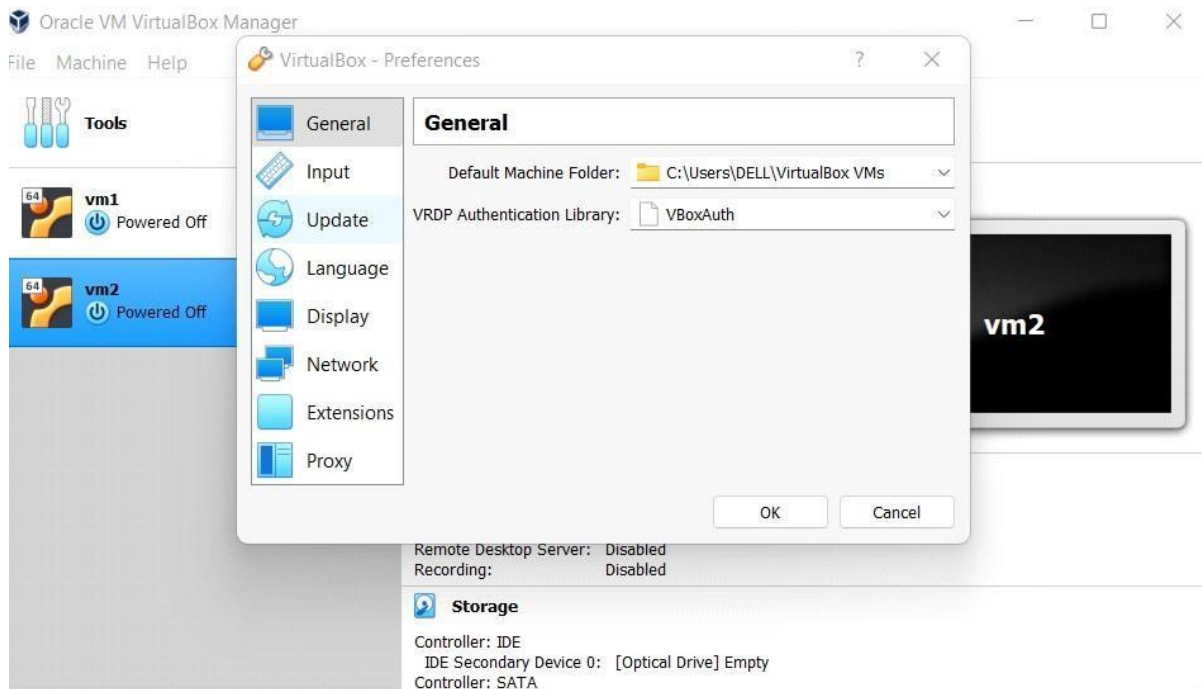 Oracle VM VirtualBox Manager
File Machine Help
VirtualBox - Preferences
?
Tools
64
vm1
Powered Off
64
vm2
Powered Off
General
Input
Update
Language
Display
Network
Extensions
Proxy
General
Default Machine Folder: C:\Users\DELL\VirtualBox VMs
VRDP Authentication Library: VBoxAuth
OK Cancel
vm2
Remote Desktop Server: Disabled
Recording: Disabled
Storage
Controller: IDE
IDE Secondary Device 0: [Optical Drive] Empty
Controller: SATA